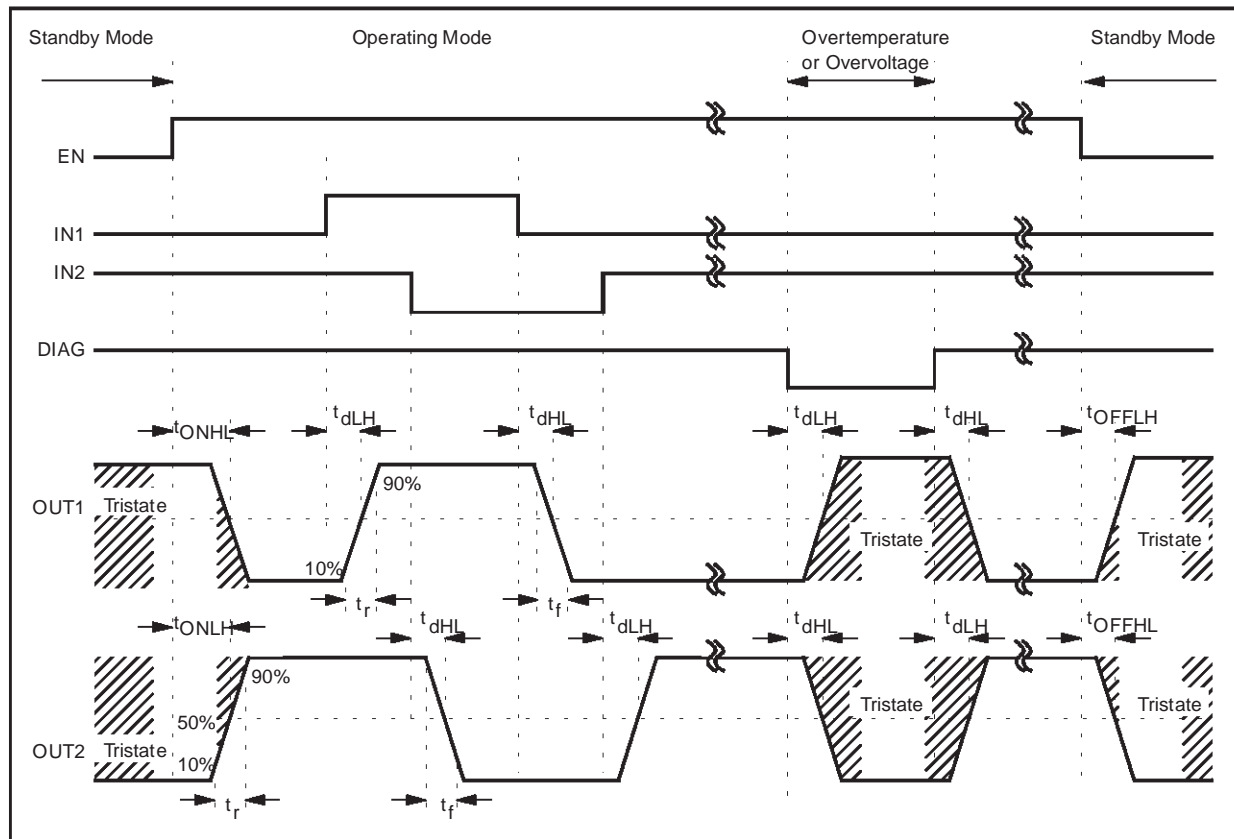 Standby Mode
Operating Mode
Overtemperature
or Overvoltage
Standby Mode
EN
IN1
IN2
DIAG
tONHL
tdLH
tdHL
tdLH
tdHL
tOFFLH
OUT1
Tristate
90%
10%
Tristate
Tristate
tr
tf
tONLH
tdHL
tdLH
tdHL
tdLH
tOFFHL
OUT2
90%
50%
Tristate
10%
Tristate
Tristate
tr
tf